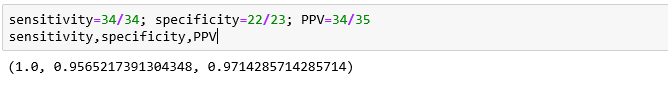 sensitivity=34/34; specificity=22/23; PPV=34/35
sensitivity,specificity,PPV
(1.0, 0.9565217391304348, 0.9714285714285714)